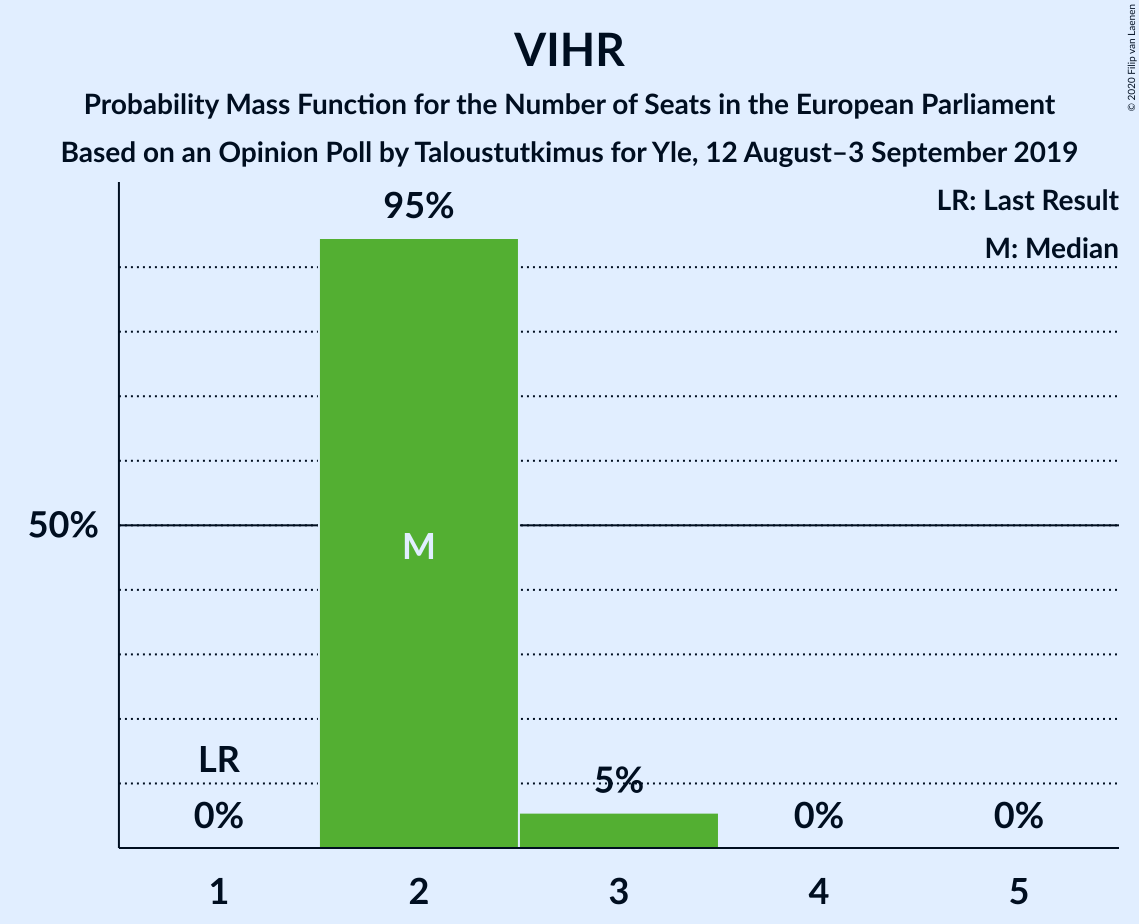 VIHR
Probability Mass Function for the Number of Seats in the European Parliament
Based on an Opinion Poll by Taloustutkimus for Yle, 12 August–3 September 2019
© 2020 Filip van Laenen
LR: Last Result
M: Median
95%
50%
M
LR
0%
5%
0%
0%
1
2
3
4
5